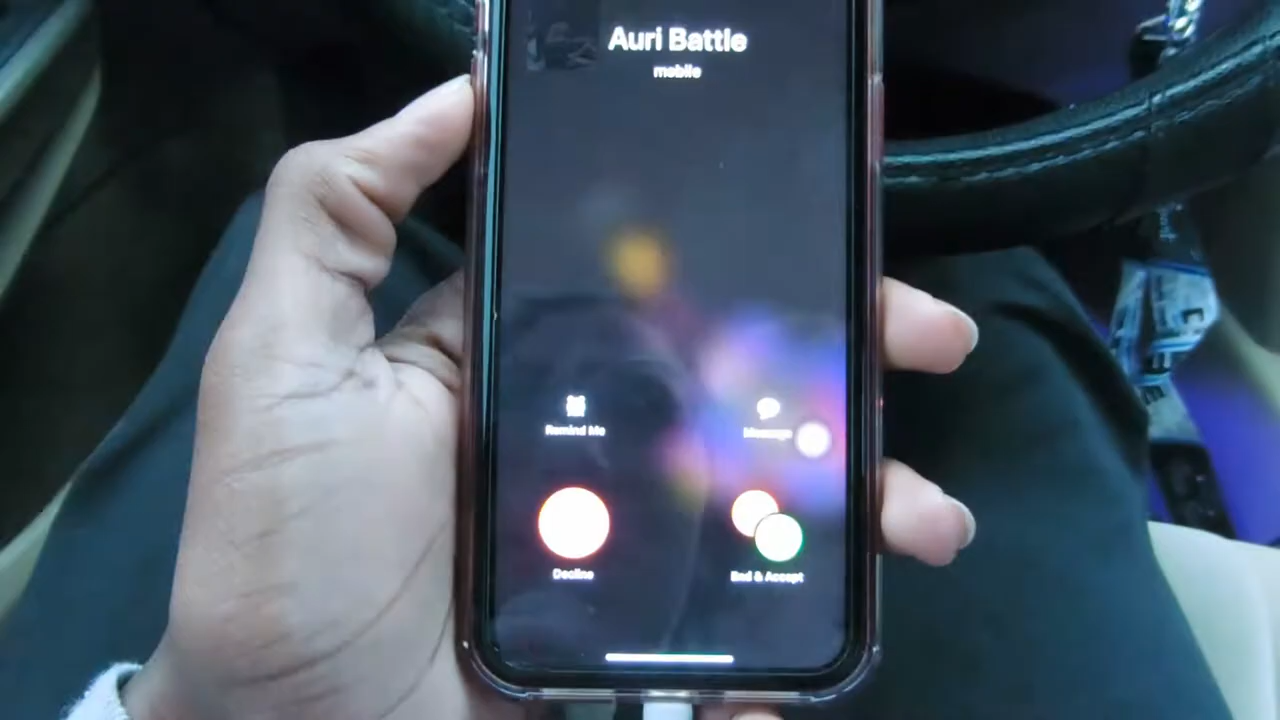 Auri Battle
mobile
Remind Me
Message
Decline
End & Accept